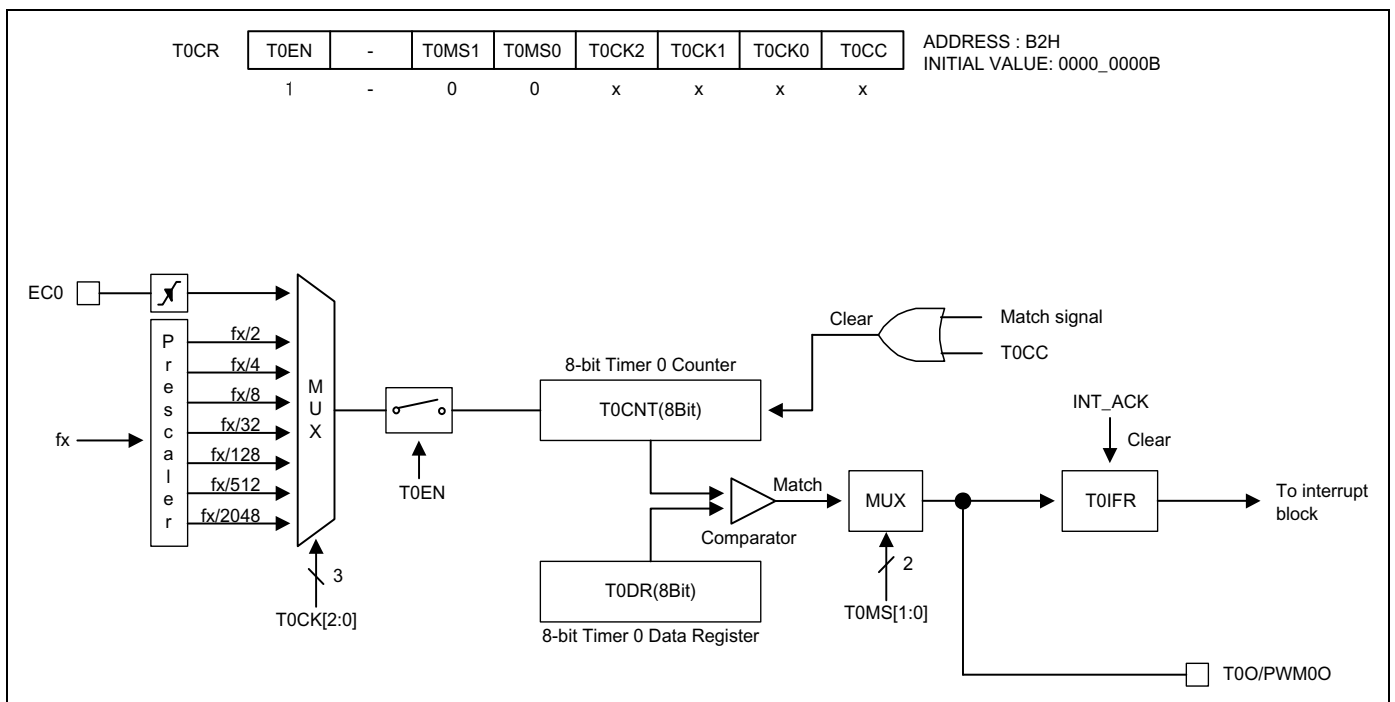 T0CR T0EN - T0MS1 T0MS0 T0CK2 T0CK1 T0CK0 T0CC ADDRESS : B2H
INITIAL VALUE: 0000_0000B
1 - 0 0 x x x x
EC0
Prescaler
fx
fx/2
fx/4
fx/8
fx/32
fx/128
fx/512
fx/2048
MUX
3
T0CK[2:0]
T0EN
8-bit Timer 0 Counter
T0CNT(8Bit)
Clear
Match signal
T0CC
Match
Comparator
T0DR(8Bit)
8-bit Timer 0 Data Register
MUX
2
T0MS[1:0]
INT_ACK
Clear
T0IFR
To interrupt
block
T0O/PWM0O